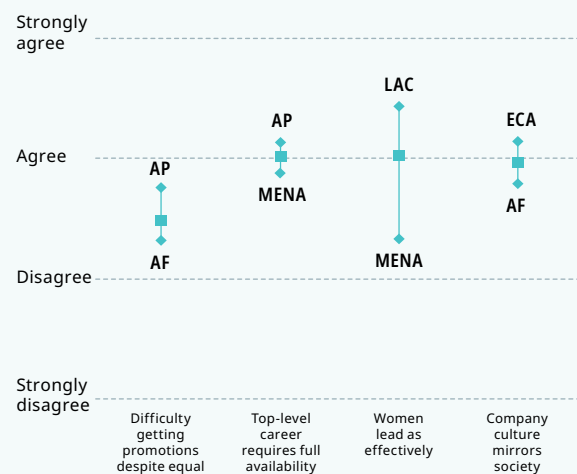 Strongly
agree
LAC
AP
ECA
Agree
AP
MENA
AF
AF
MENA
Disagree
Strongly
disagree
Difficulty
getting
promotions
despite equal
Top-level
career
requires full
availability
Women
lead as
effectively
Company
culture
mirrors
society